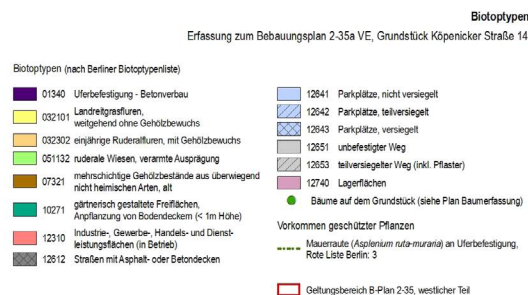 Biotoptypen
Erfassung zum Bebauungsplan 2-35a VE, Grundstück Köpenicker Straße 14
Biotoptypen (nach Berliner Biotoptypenliste)
01340 Uferbefestigung - Betonverbau
032101 Landreitgrasfluren,
weitgehend ohne Gehölzbewuchs
032302 einjährige Ruderalfluren, mit Gehölzbewuchs
051132 ruderale Wiesen, verarmte Ausprägung
07321 mehrschichtige Gehölzbestände aus überwiegend
nicht heimischen Arten, alt
10271 gärtnerisch gestaltete Freiflächen,
Anpflanzung von Bodendeckern (< 1m Höhe)
12310 Industrie-, Gewerbe-, Handels- und Dienst-
leistungsflächen (in Betrieb)
12612 Straßen mit Asphalt- oder Betondecken
12641 Parkplätze, nicht versiegelt
12642 Parkplätze, teilversiegelt
12643 Parkplätze, versiegelt
12651 unbefestigter Weg
12653 teilversiegelter Weg (inkl. Pflaster)
12740 Lagerflächen
Bäume auf dem Grundstück (siehe Plan Baumerfassung)
Vorkommen geschützter Pflanzen
Mauerraute (Asplenium ruta-muraria) an Uferbefestigung,
Rote Liste Berlin: 3
Geltungsbereich B-Plan 2-35, westlicher Teil